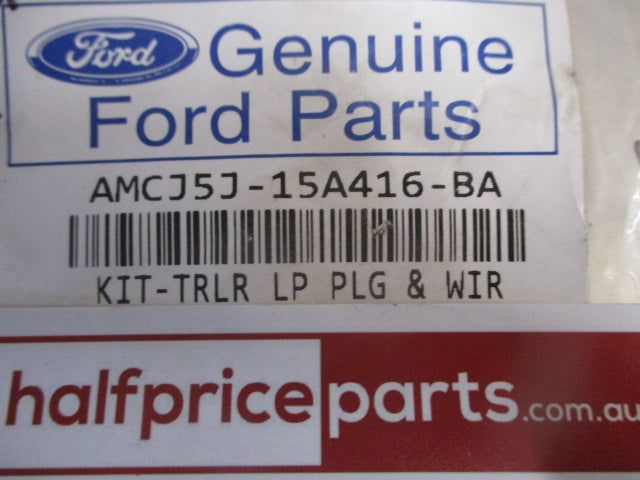 Ford Genuine
Ford Parts
AMCJ5J-15A416-BA
KIT-TRLR LP PLG & WIR
halfpriceparts.com.au